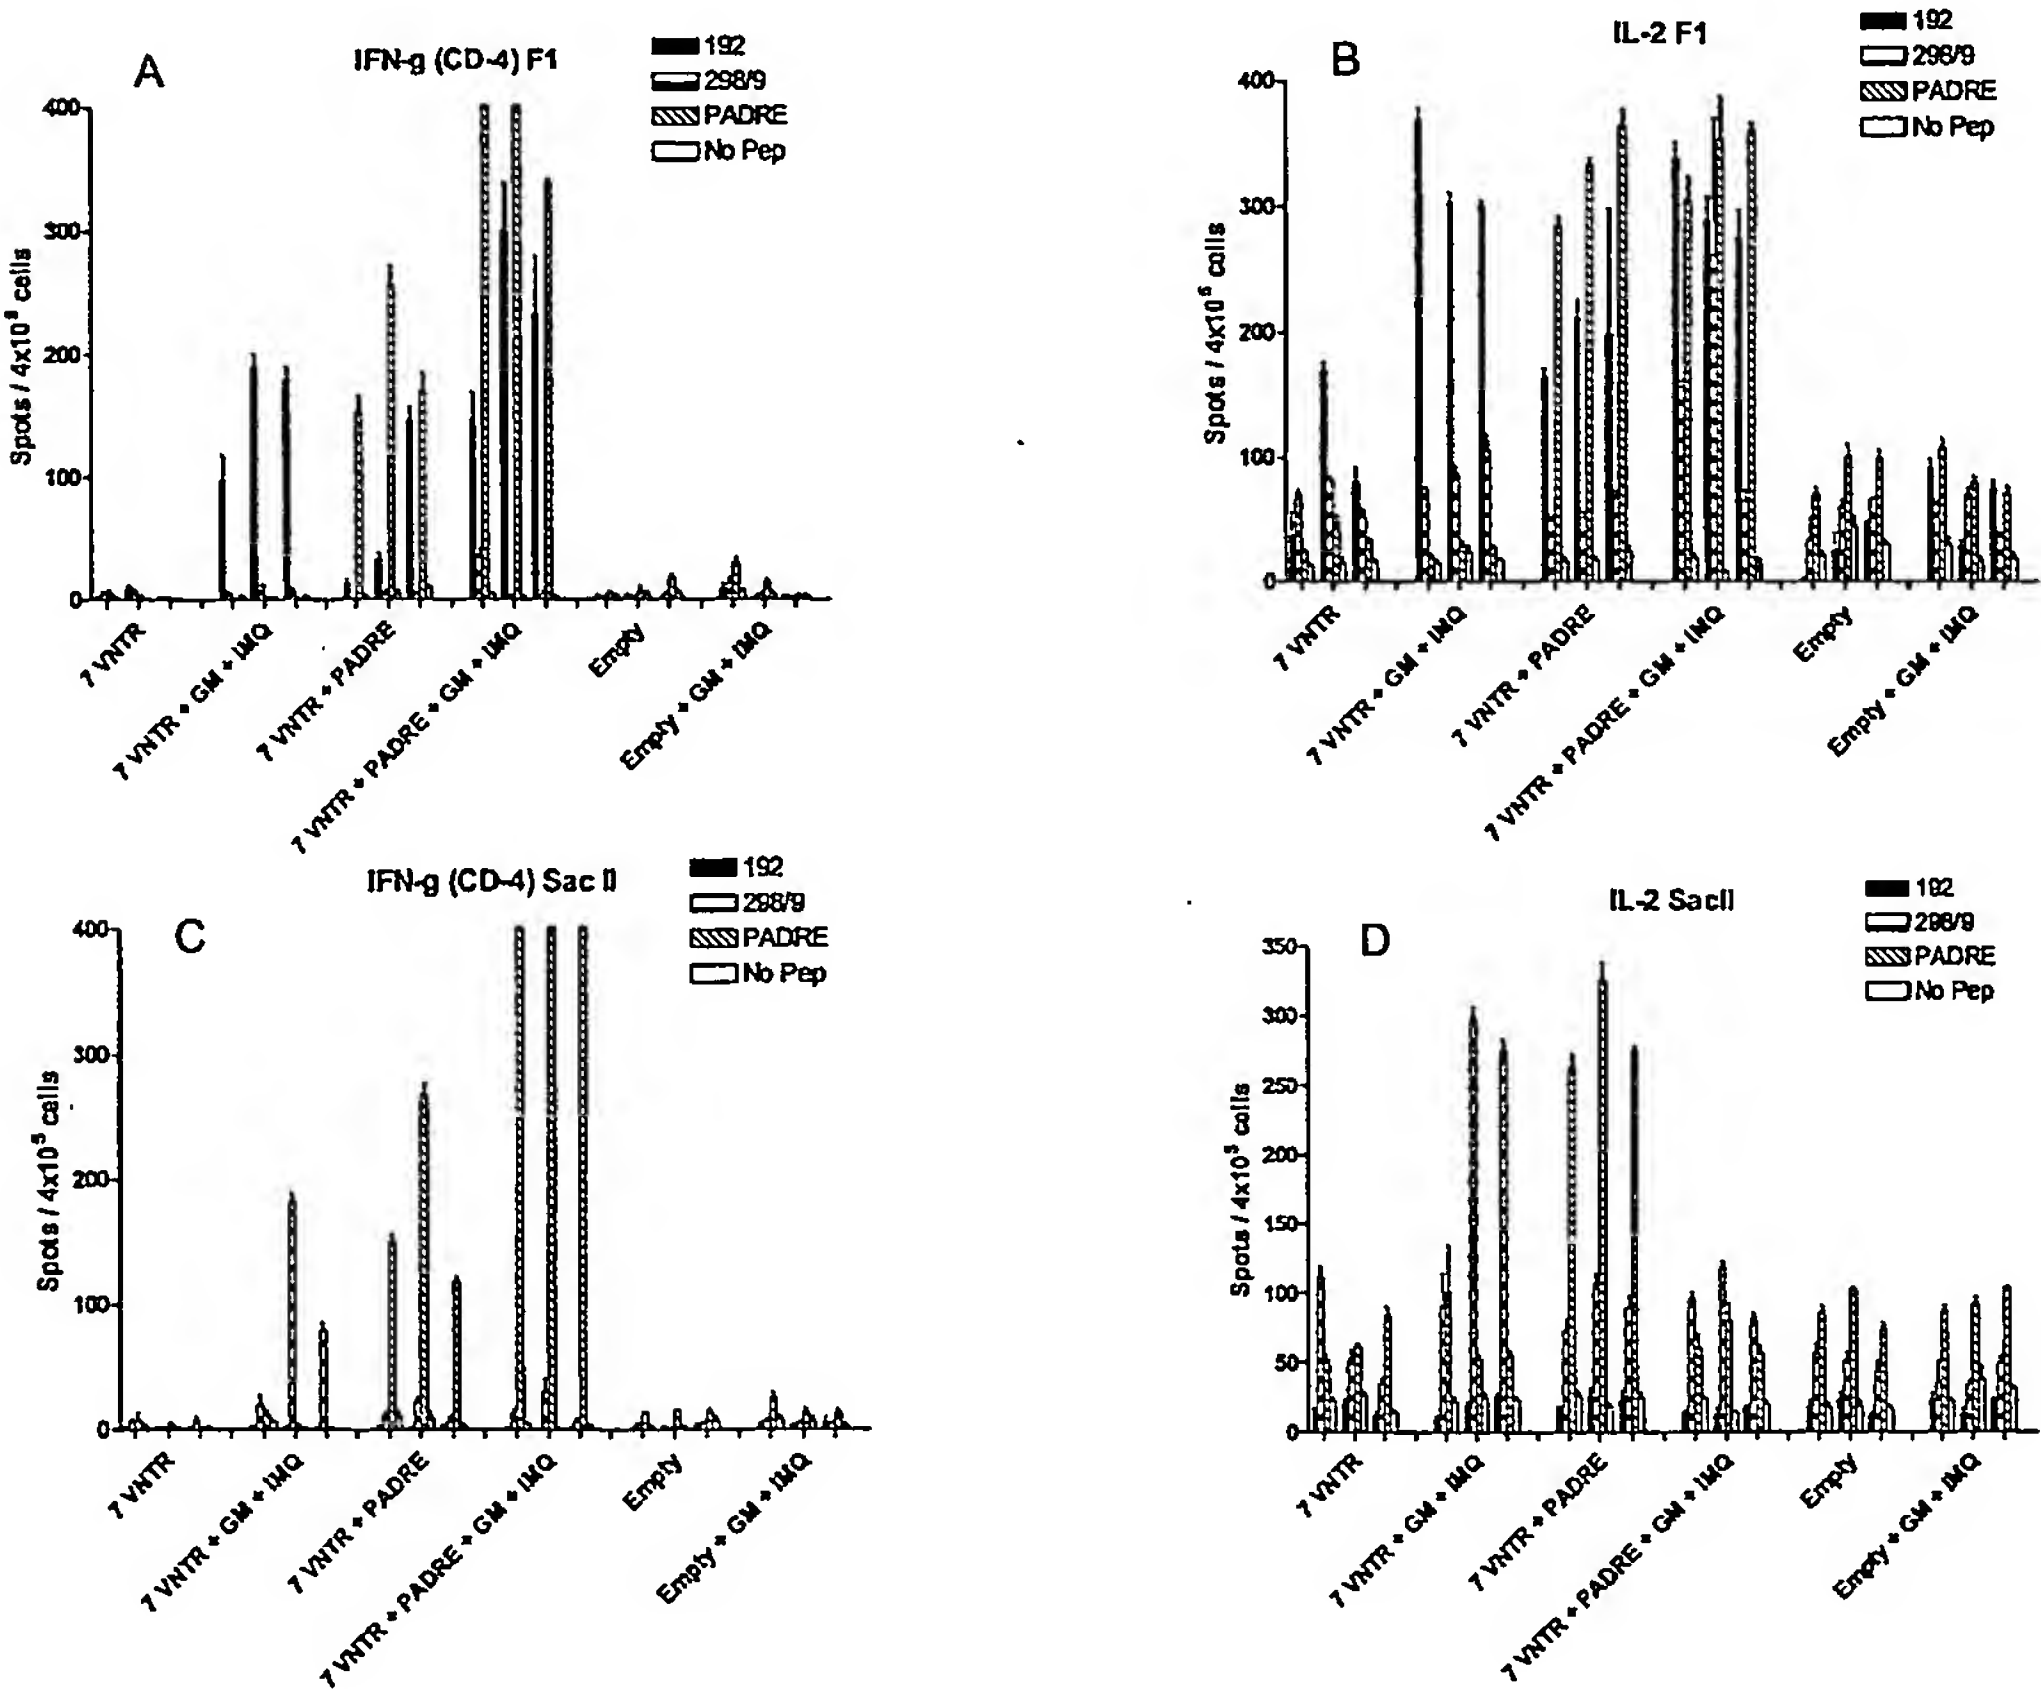 A
IFN-g (CD-4) F1
192
298/9
PADRE
No Pep
400
300
200
100
0
Spots / 4x10⁵ cells
7 VNTR
7 VNTR + GM + IMQ
7 VNTR + PADRE
7 VNTR + PADRE + GM + IMQ
Empty
Empty + GM + IMQ
B
IL-2 F1
192
298/9
PADRE
No Pep
400
300
200
100
0
Spots / 4x10⁵ cells
7 VNTR
7 VNTR + GM + IMQ
7 VNTR + PADRE
7 VNTR + PADRE + GM + IMQ
Empty
Empty + GM + IMQ
C
IFN-g (CD-4) Sac II
192
298/9
PADRE
No Pep
400
300
200
100
0
Spots / 4x10⁵ cells
7 VNTR
7 VNTR + GM + IMQ
7 VNTR + PADRE
7 VNTR + PADRE + GM + IMQ
Empty
Empty + GM + IMQ
D
IL-2 SacII
192
298/9
PADRE
No Pep
350
300
250
200
150
100
50
0
Spots / 4x10⁵ cells
7 VNTR
7 VNTR + GM + IMQ
7 VNTR + PADRE
7 VNTR + PADRE + GM + IMQ
Empty
Empty + GM + IMQ